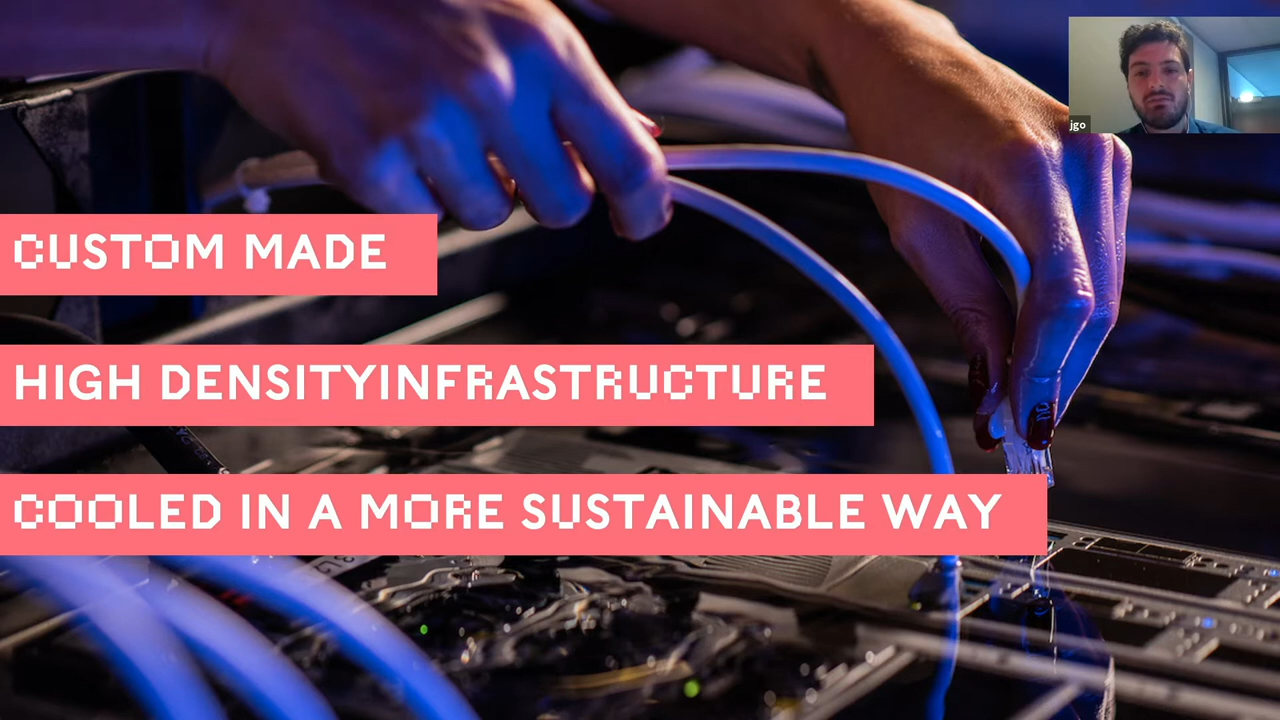 jgo
CUSTOM MADE
HIGH DENSITYINFRASTRUCTURE
COOLED IN A MORE SUSTAINABLE WAY